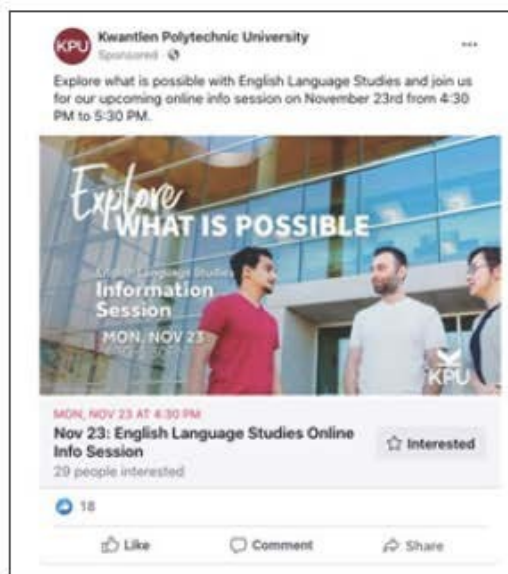 KPU
Kwantlen Polytechnic University
Sponsored ·
Explore what is possible with English Language Studies and join us
for our upcoming online info session on November 23rd from 4:30
PM to 5:30 PM.
Explore
WHAT IS POSSIBLE
English Language Studies
Information
Session
MON, NOV 23
KPU
MON, NOV 23 AT 4:30 PM
Nov 23: English Language Studies Online
Info Session
Interested
29 people interested
18
Like Comment Share